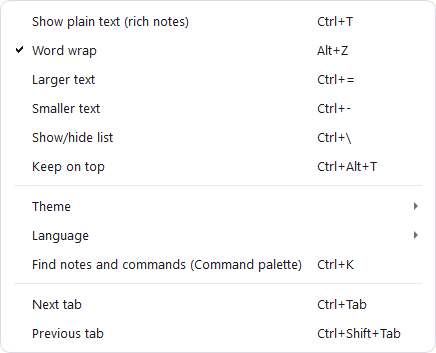 Show plain text (rich notes) Ctrl+T
Word wrap Alt+Z
Larger text Ctrl+=
Smaller text Ctrl+-
Show/hide list Ctrl+\
Keep on top Ctrl+Alt+T
Theme
Language
Find notes and commands (Command palette) Ctrl+K
Next tab Ctrl+Tab
Previous tab Ctrl+Shift+Tab